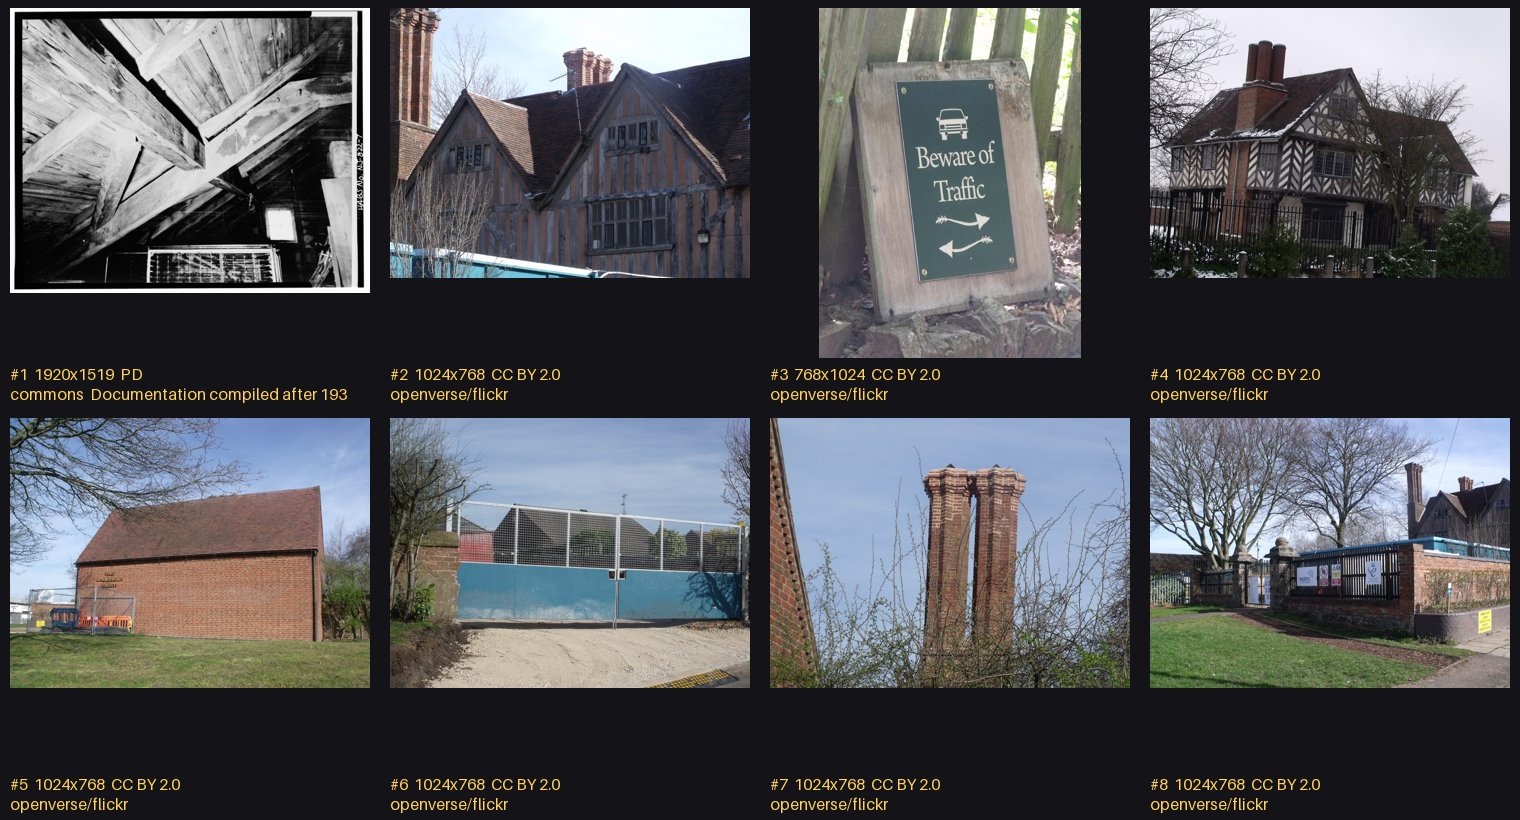 Beware of
Traffic
#1 1920x1519 PD
commons Documentation compiled after 193
#2 1024x768 CC BY 2.0
openverse/flickr
#3 768x1024 CC BY 2.0
openverse/flickr
#4 1024x768 CC BY 2.0
openverse/flickr
#5 1024x768 CC BY 2.0
openverse/flickr
#6 1024x768 CC BY 2.0
openverse/flickr
#7 1024x768 CC BY 2.0
openverse/flickr
#8 1024x768 CC BY 2.0
openverse/flickr